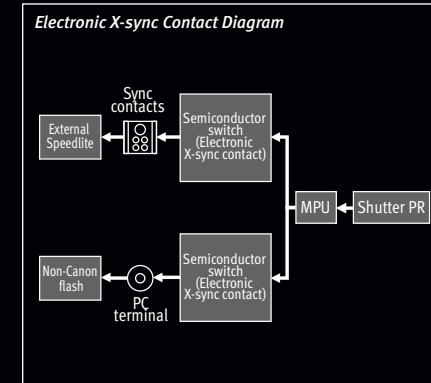 Electronic X-sync Contact Diagram
Sync
contacts
External
Speedlite
Semiconductor
switch
(Electronic
X-sync contact)
MPU
Shutter PR
Non-Canon
flash
PC
terminal
Semiconductor
switch
(Electronic
X-sync contact)